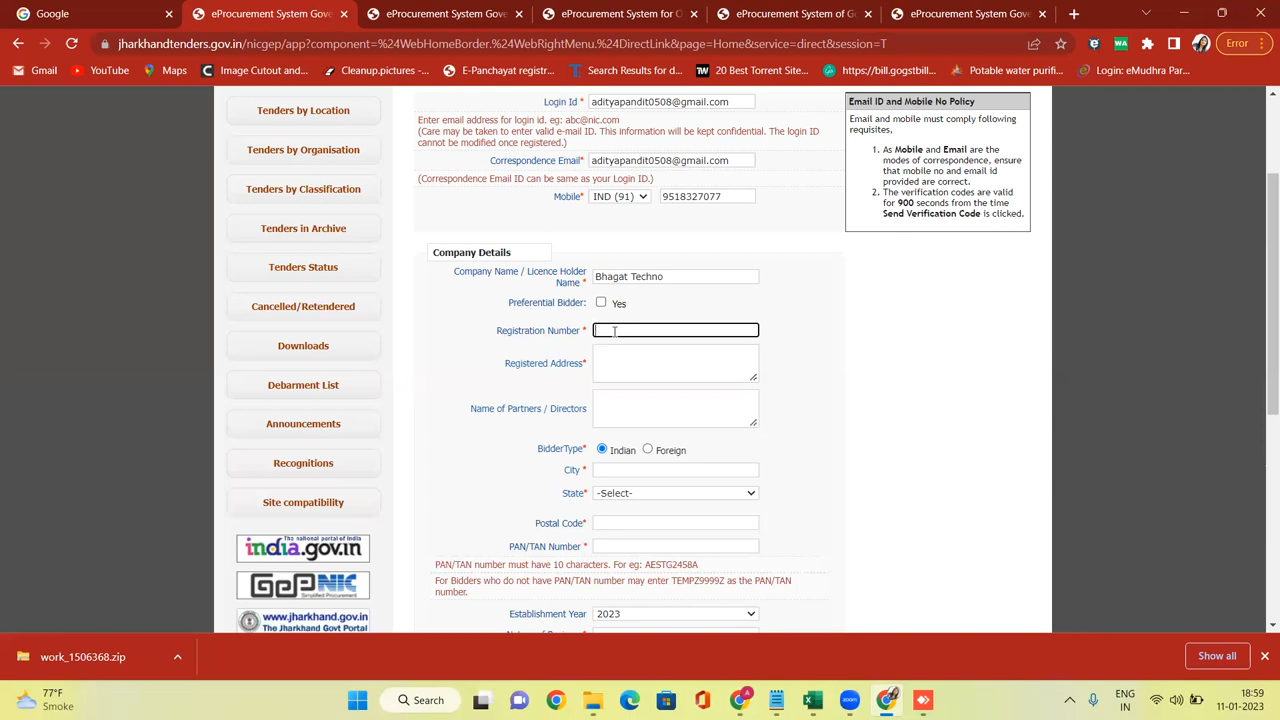 Google
eProcurement System Gover
eProcurement System Gover
eProcurement System for O
eProcurement System of G
eProcurement System Gove
jharkhandtenders.gov.in/nicgep/app?component=%24WebHomeBorder.%24WebRightMenu.%24DirectLink&page=Home&service=direct&session=T
Error
Gmail
YouTube
Maps
Image Cutout and...
Cleanup.pictures -...
E-Panchayat registr...
Search Results for d...
20 Best Torrent Site...
https://bill.gogstbill...
Potable water purifi...
Login: eMudhra Par...
Tenders by Location
Tenders by Organisation
Tenders by Classification
Tenders in Archive
Tenders Status
Cancelled/Retendered
Downloads
Debarment List
Announcements
Recognitions
Site compatibility
The national portal of India
india.gov.in
GePNIC
www.jharkhand.gov.in
The Jharkhand Govt Portal
Login Id * adityapandit0508@gmail.com
Enter email address for login id. eg: abc@nic.com
(Care may be taken to enter valid e-mail ID. This information will be kept confidential. The login ID
cannot be modified once registered.)
Correspondence Email* adityapandit0508@gmail.com
(Correspondence Email ID can be same as your Login ID.)
Mobile* IND (91) 9518327077
Company Details
Company Name / Licence Holder
Name * Bhagat Techno
Preferential Bidder: Yes
Registration Number *
Registered Address*
Name of Partners / Directors
BidderType* Indian Foreign
City *
State* -Select-
Postal Code*
PAN/TAN Number *
PAN/TAN number must have 10 characters. For eg: AESTG2458A
For Bidders who do not have PAN/TAN number may enter TEMPZ9999Z as the PAN/TAN
number.
Establishment Year 2023
Email ID and Mobile No Policy
Email and mobile must comply following
requisites,
1. As Mobile and Email are the
modes of correspondence, ensure
that mobile no and email id
provided are correct.
2. The verification codes are valid
for 900 seconds from the time
Send Verification Code is clicked.
work_1506368.zip
Show all
77°F
Smoke
Search
ENG
IN
18:59
11-01-2023